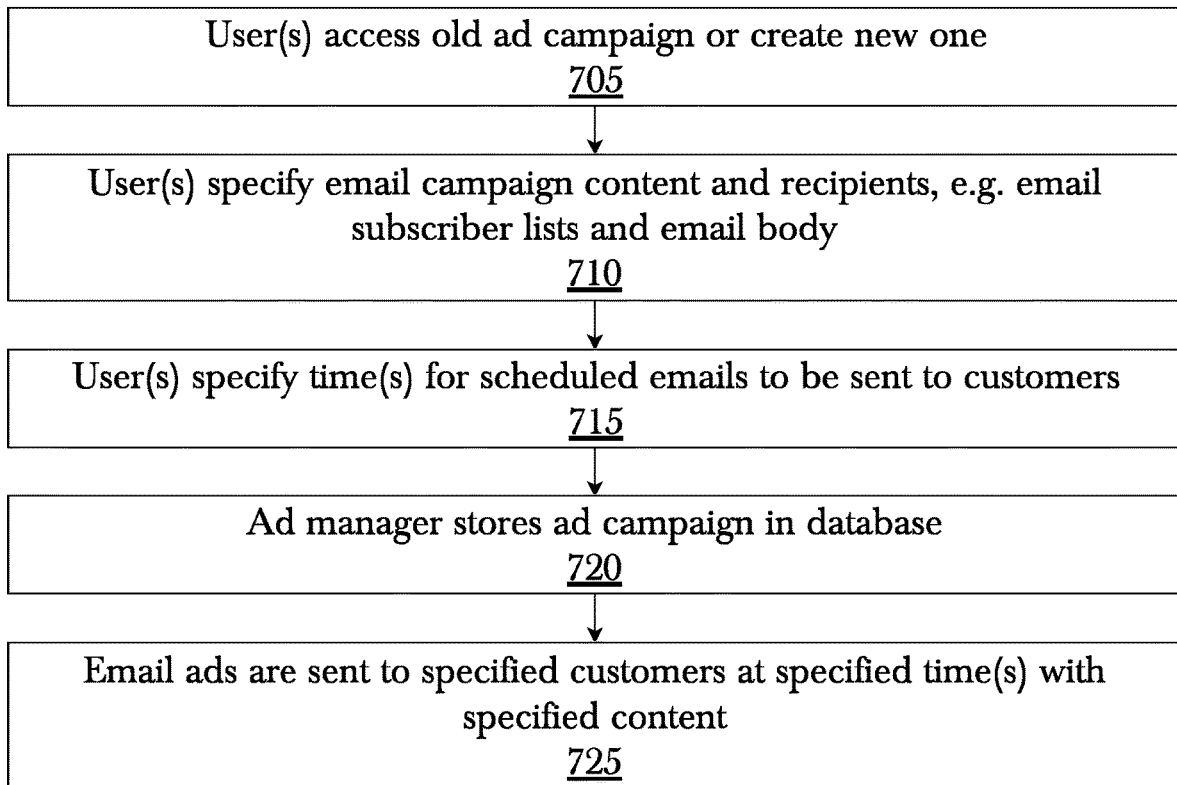 User(s) access old ad campaign or create new one
705
User(s) specify email campaign content and recipients, e.g. email
subscriber lists and email body
710
User(s) specify time(s) for scheduled emails to be sent to customers
715
Ad manager stores ad campaign in database
720
Email ads are sent to specified customers at specified time(s) with
specified content
725